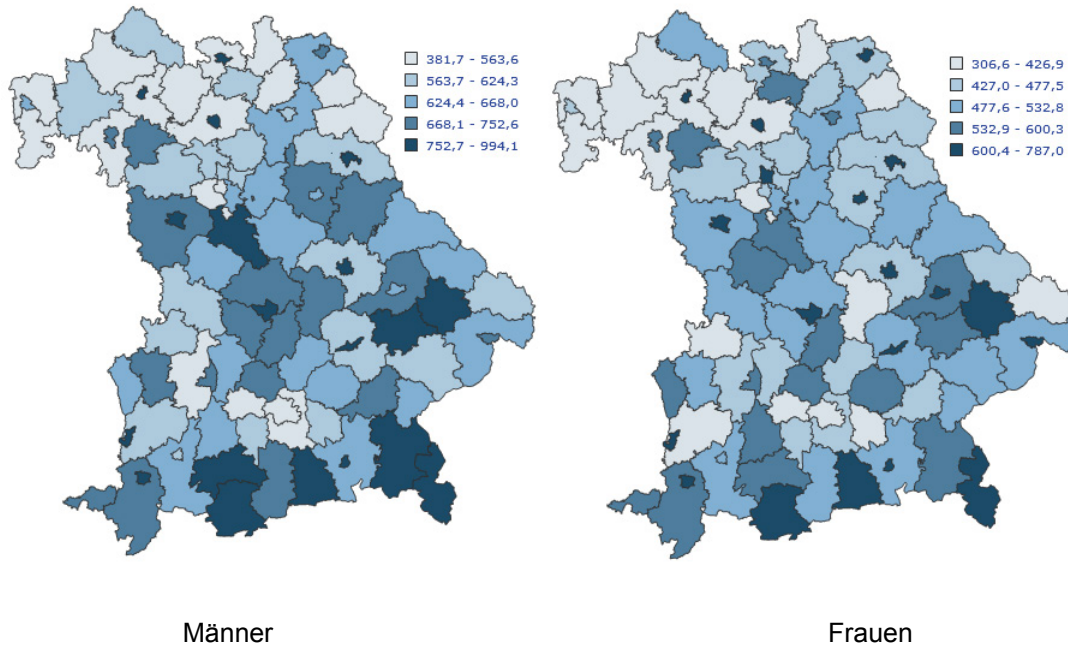 381,7 - 563,6
563,7 - 624,3
624,4 - 668,0
668,1 - 752,6
752,7 - 994,1
306,6 - 426,9
427,0 - 477,5
477,6 - 532,8
532,9 - 600,3
600,4 - 787,0
Männer
Frauen